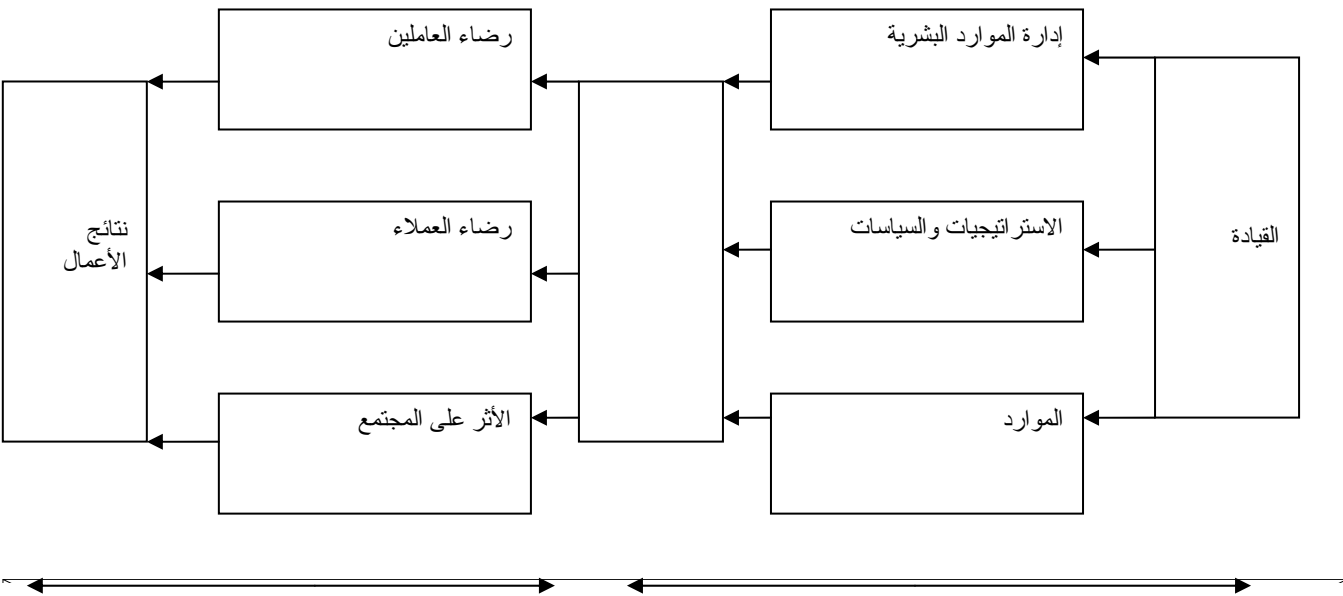 إدارة الموارد البشرية
رضاء العاملين
القيادة
الاستراتيجيات والسياسات
رضاء العملاء
نتائج
الأعمال
الموارد
الأثر على المجتمع